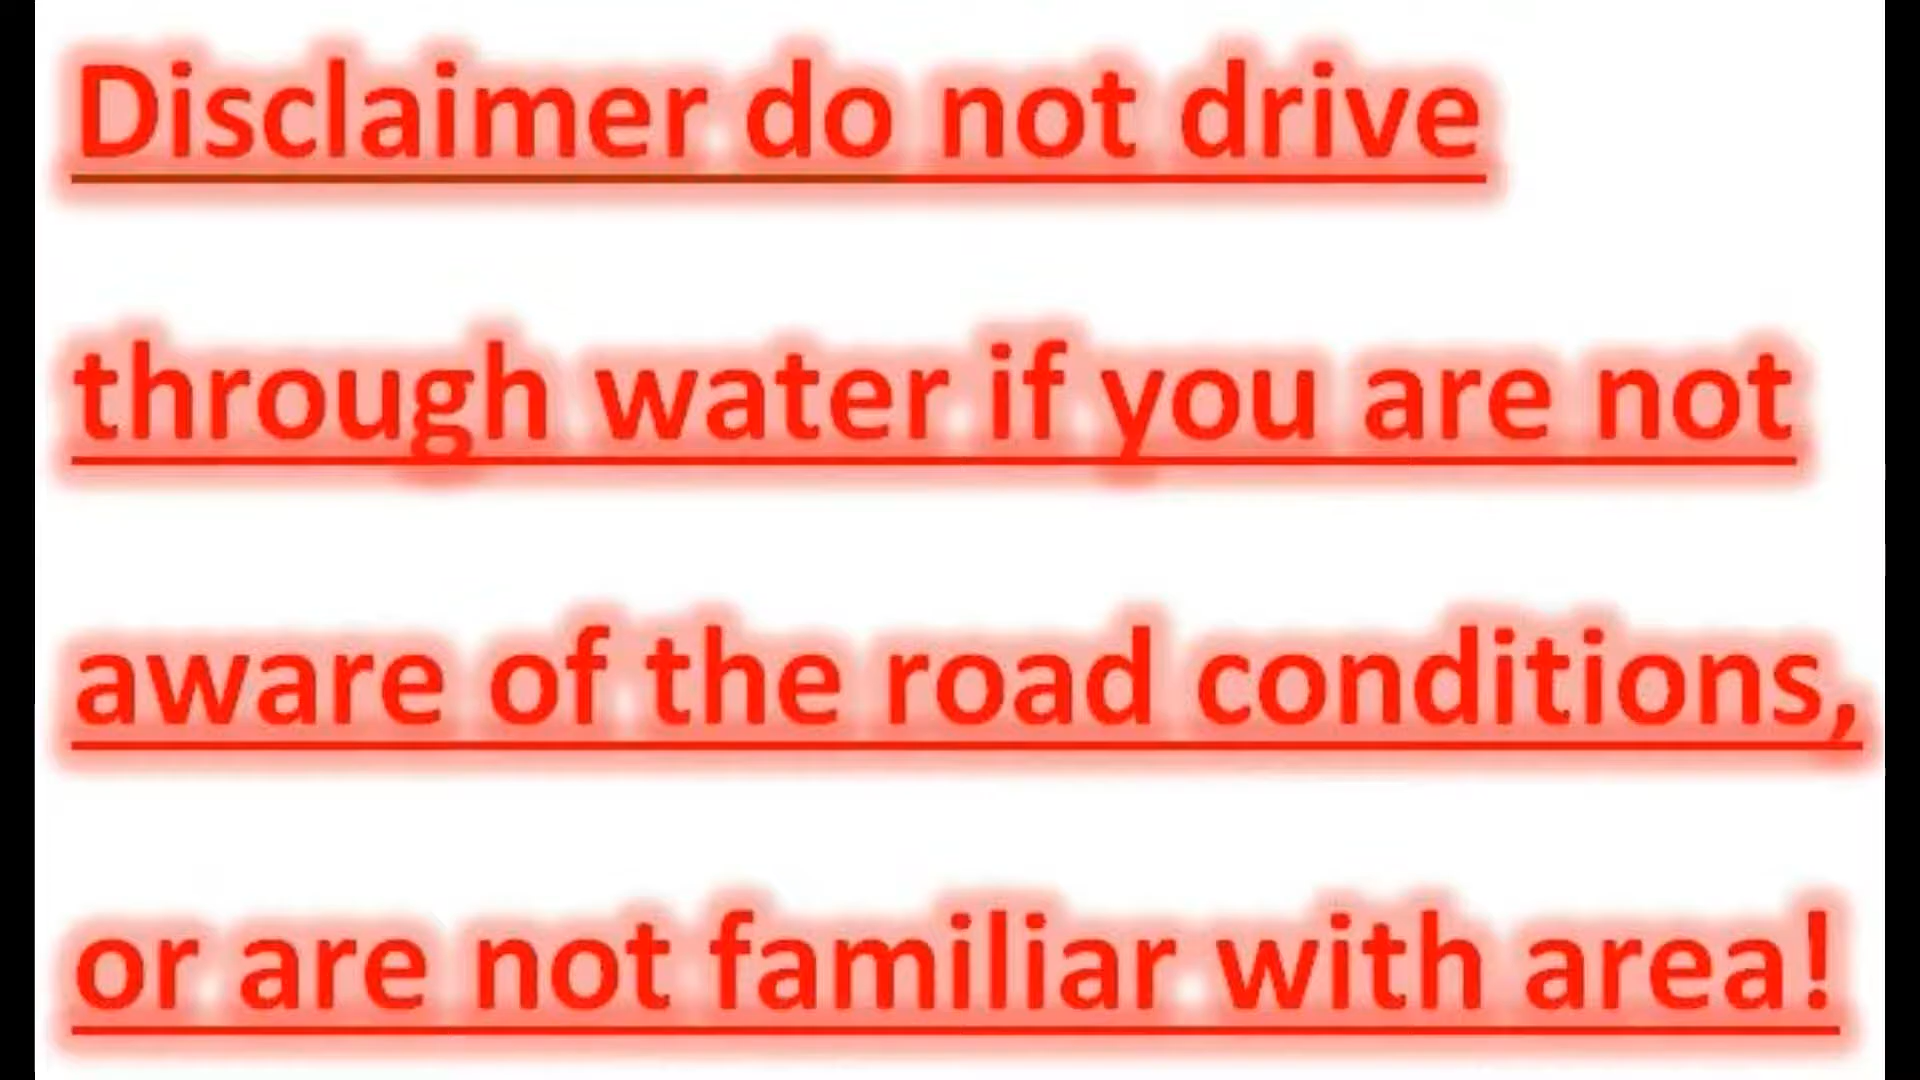 Disclaimer do not drive
through water if you are not
aware of the road conditions,
or are not familiar with area!